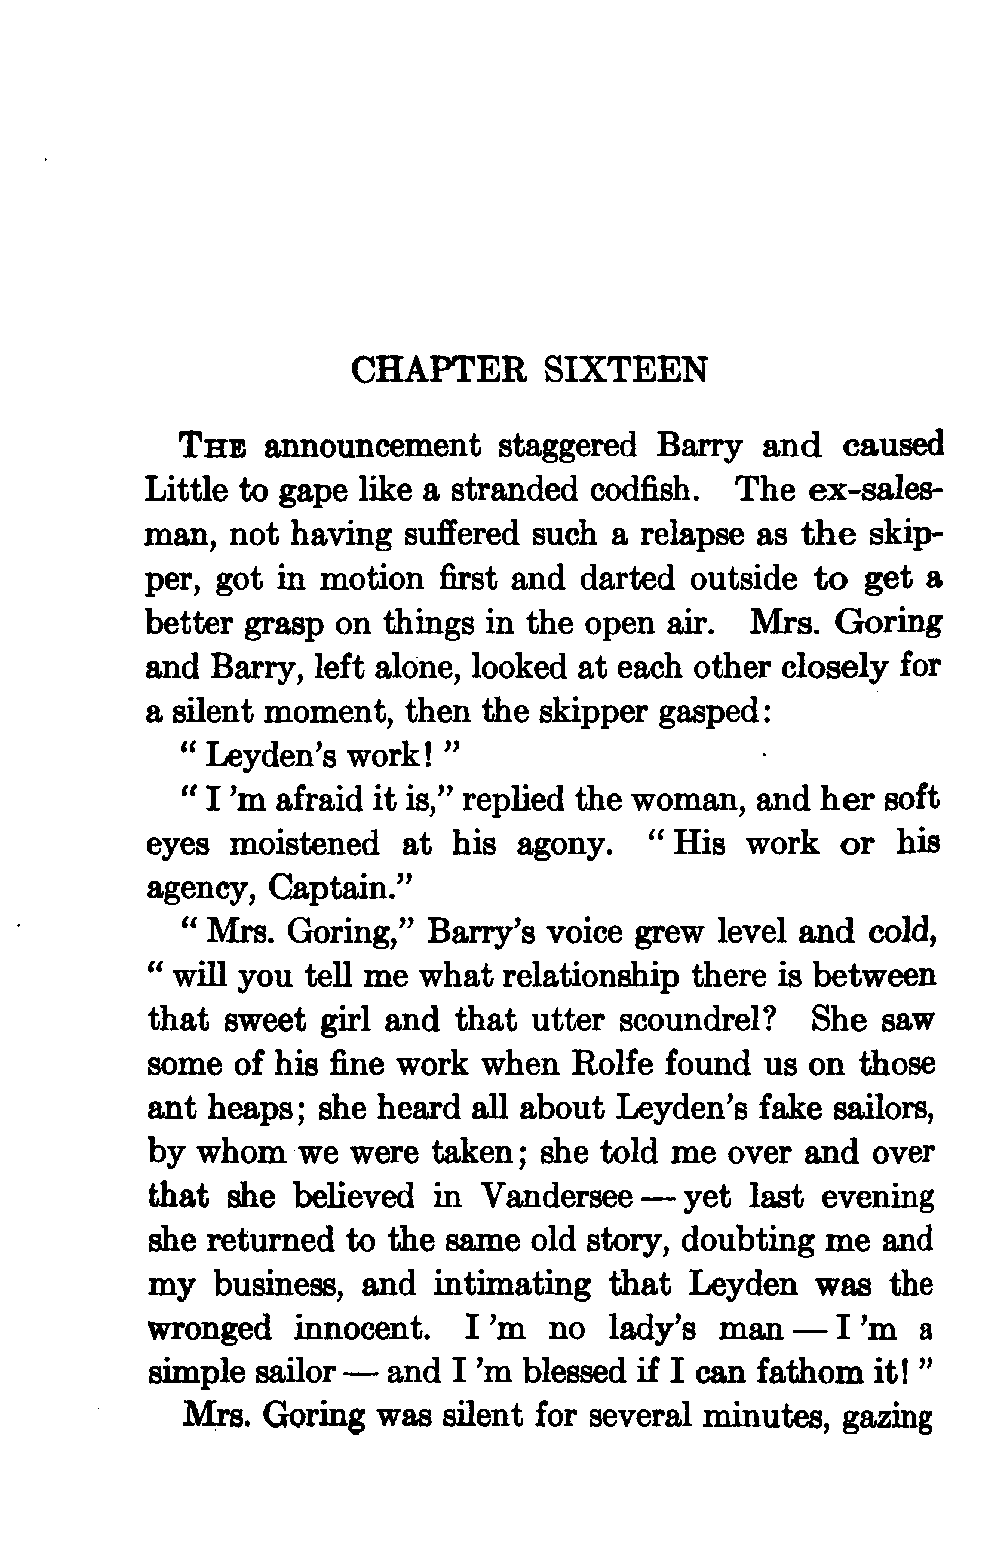 CHAPTER SIXTEEN
THE announcement staggered Barry and caused
Little to gape like a stranded codfish. The ex-sales-
man, not having suffered such a relapse as the skip-
per, got in motion first and darted outside to get a
better grasp on things in the open air. Mrs. Goring
and Barry, left alone, looked at each other closely for
a silent moment, then the skipper gasped:
“ Leyden’s work! ”
“ I ’m afraid it is,” replied the woman, and her soft
eyes moistened at his agony. “ His work or his
agency, Captain.”
“ Mrs. Goring,” Barry’s voice grew level and cold,
“ will you tell me what relationship there is between
that sweet girl and that utter scoundrel? She saw
some of his fine work when Rolfe found us on those
ant heaps; she heard all about Leyden’s fake sailors,
by whom we were taken; she told me over and over
that she believed in Vandersee — yet last evening
she returned to the same old story, doubting me and
my business, and intimating that Leyden was the
wronged innocent. I ’m no lady’s man — I ’m a
simple sailor — and I ’m blessed if I can fathom it! ”
Mrs. Goring was silent for several minutes, gazing